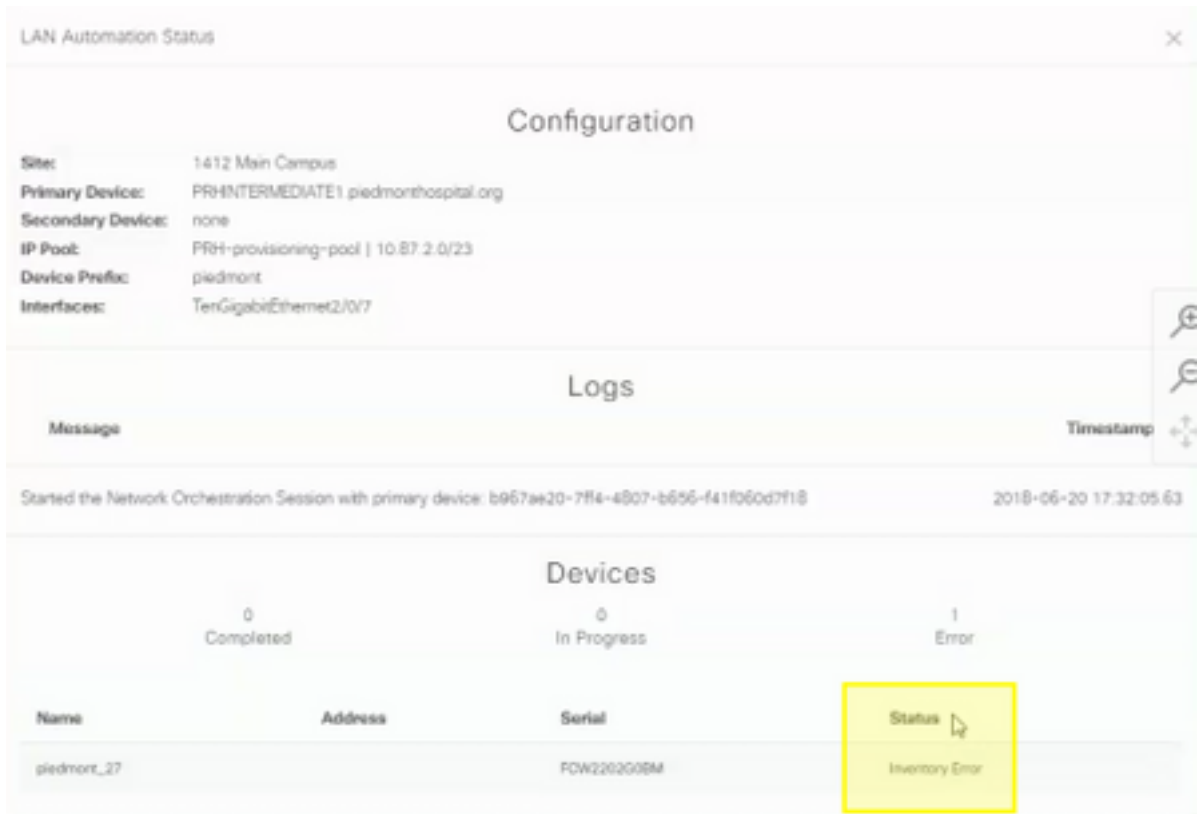 LAN Automation Status
Configuration
Site: 1412 Main Campus
Primary Device: PRHINTERMEDIATE1.piedmonthospital.org
Secondary Device: none
IP Pool: PRH-provisioning-pool | 10.87.2.0/23
Device Prefix: piedmont
Interfaces: TenGigabitEthernet2/0/7
Logs
Message Timestamp
Started the Network Orchestration Session with primary device: b967ae20-7ff4-4807-b656-f41f060d7f18 2018-06-20 17:32:05.63
Devices
0 0 1
Completed In Progress Error
Name Address Serial Status
piedmont_27 FCW2202G0BM Inventory Error